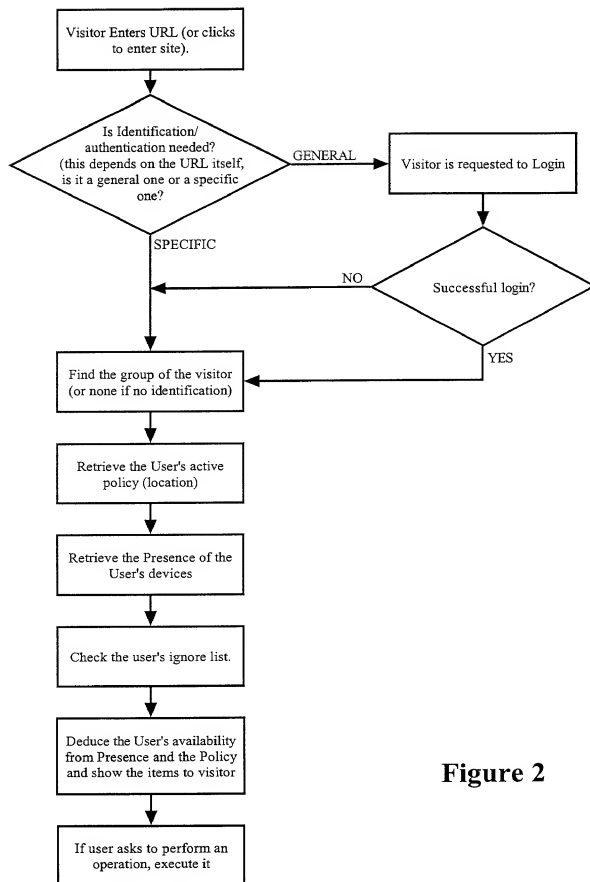 Visitor Enters URL (or clicks
to enter site).
Is Identification/
authentication needed?
(this depends on the URL itself,
is it a general one or a specific
one?
GENERAL
Visitor is requested to Login
SPECIFIC
NO
Successful login?
YES
Find the group of the visitor
(or none if no identification)
Retrieve the User's active
policy (location)
Retrieve the Presence of the
User's devices
Check the user's ignore list.
Deduce the User's availability
from Presence and the Policy
and show the items to visitor
Figure 2
If user asks to perform an
operation, execute it